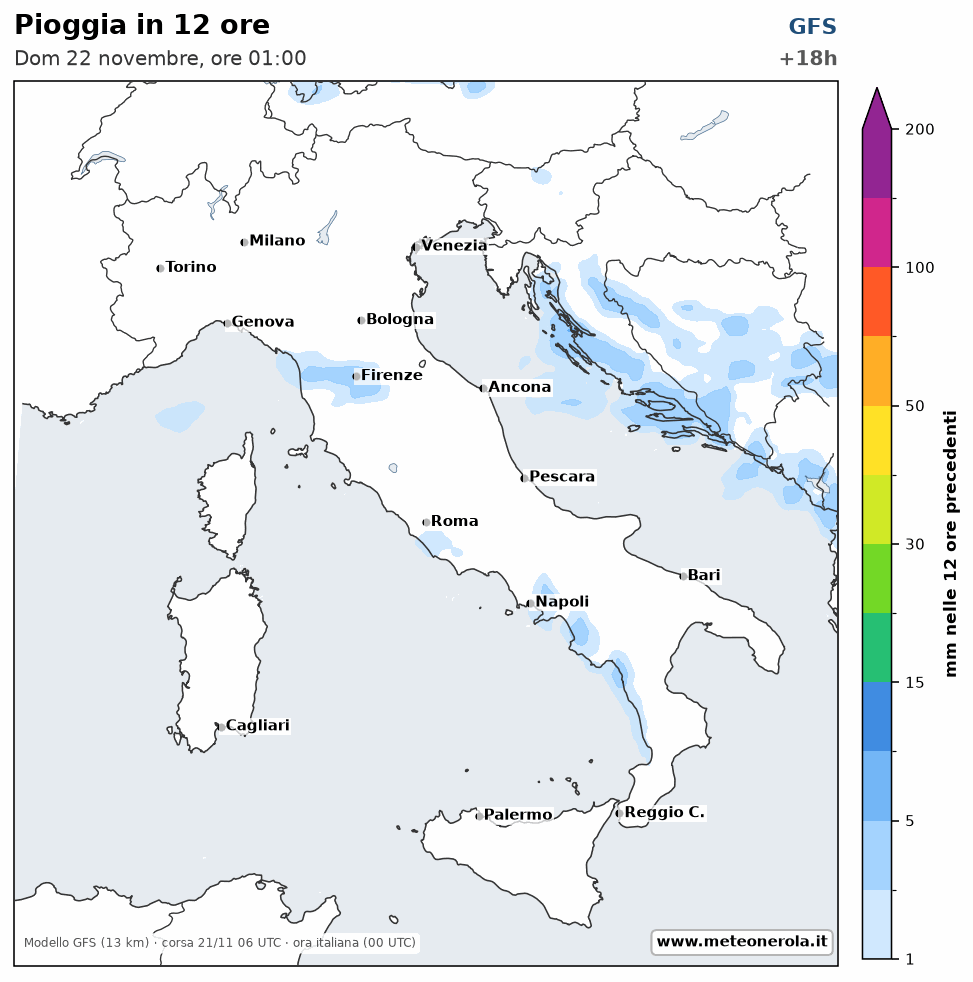 Pioggia in 12 ore
GFS
Dom 22 novembre, ore 01:00
+18h
200
100
50
30
15
5
1
mm nelle 12 ore precedenti
Milano
Venezia
Torino
Genova
Bologna
Firenze
Ancona
Pescara
Roma
Bari
Napoli
Cagliari
Palermo
Reggio C.
Modello GFS (13 km) · corsa 21/11 06 UTC · ora italiana (00 UTC)
www.meteonerola.it